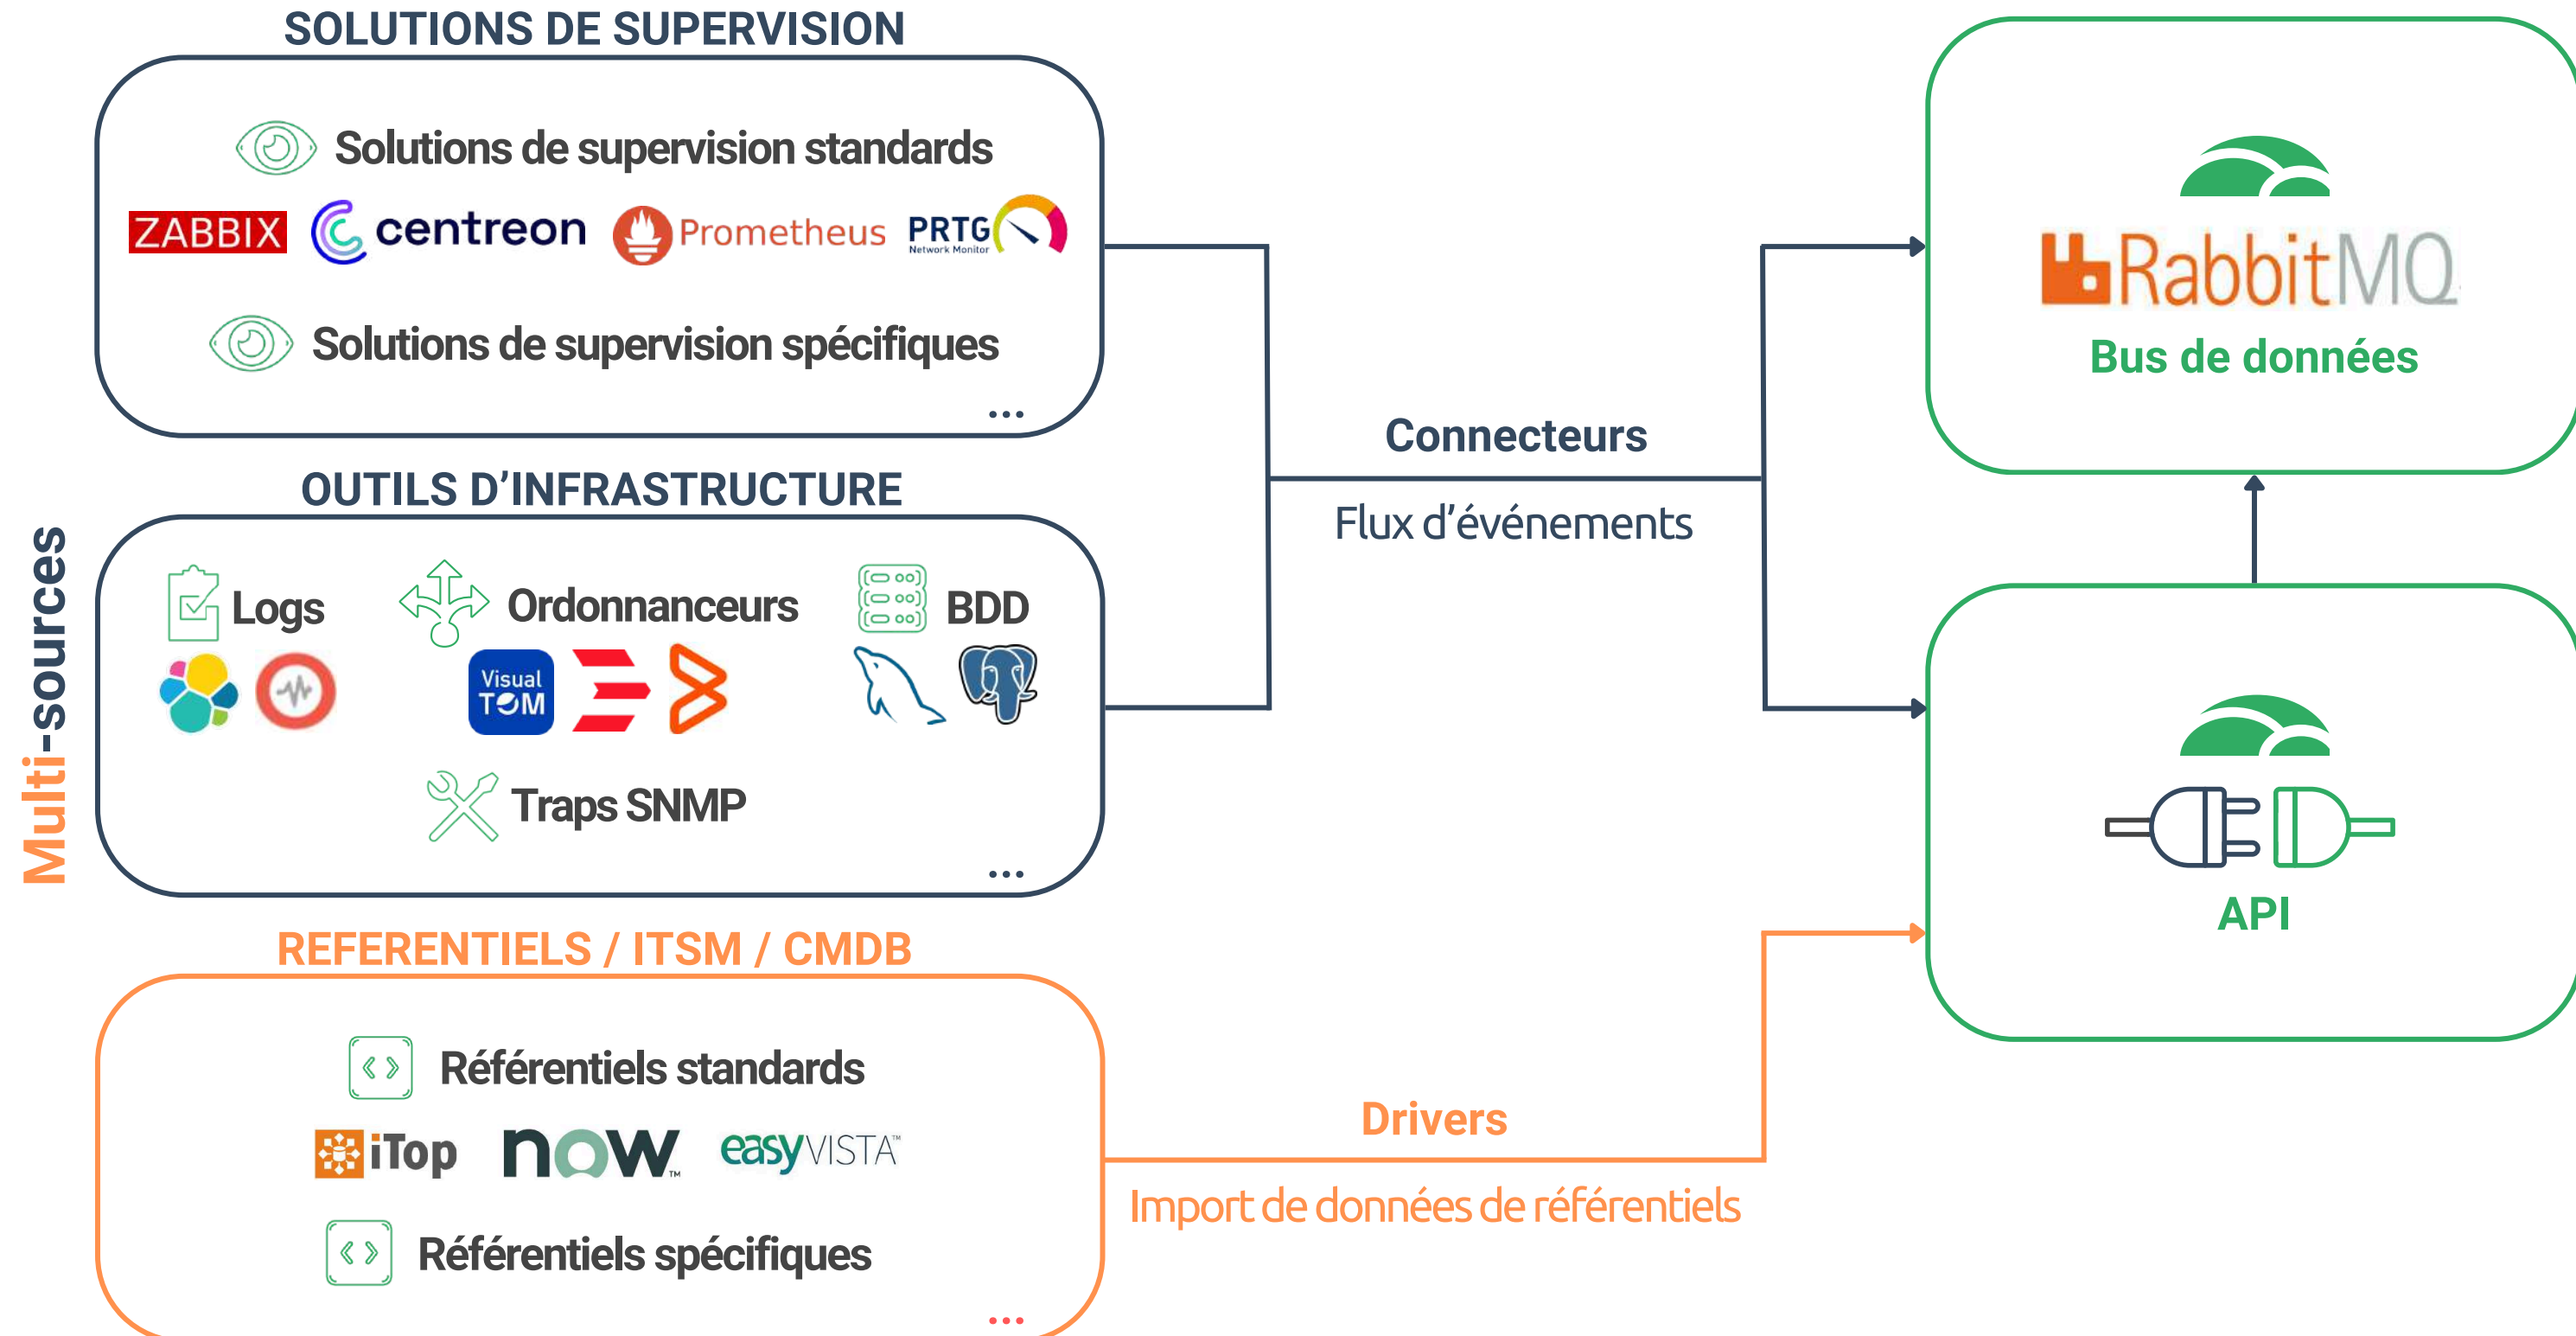 SOLUTIONS DE SUPERVISION
Solutions de supervision standards
ZABBIX
centreon
Prometheus
PRTG
Network Monitor
Solutions de supervision spécifiques
...
Multi-sources
OUTILS D’INFRASTRUCTURE
Logs
Ordonnanceurs
BDD
Visual
TOM
Traps SNMP
...
REFERENTIELS / ITSM / CMDB
Référentiels standards
iTop
now™
easyVISTA™
Référentiels spécifiques
...
Connecteurs
Flux d’événements
Drivers
Import de données de référentiels
RabbitMQ
Bus de données
API